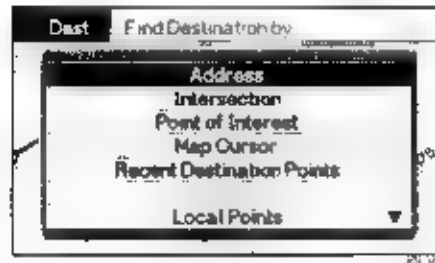 Dest Find Destination by
Address
Intersection
Point of Interest
Map Cursor
Recent Destination Points
Local Points